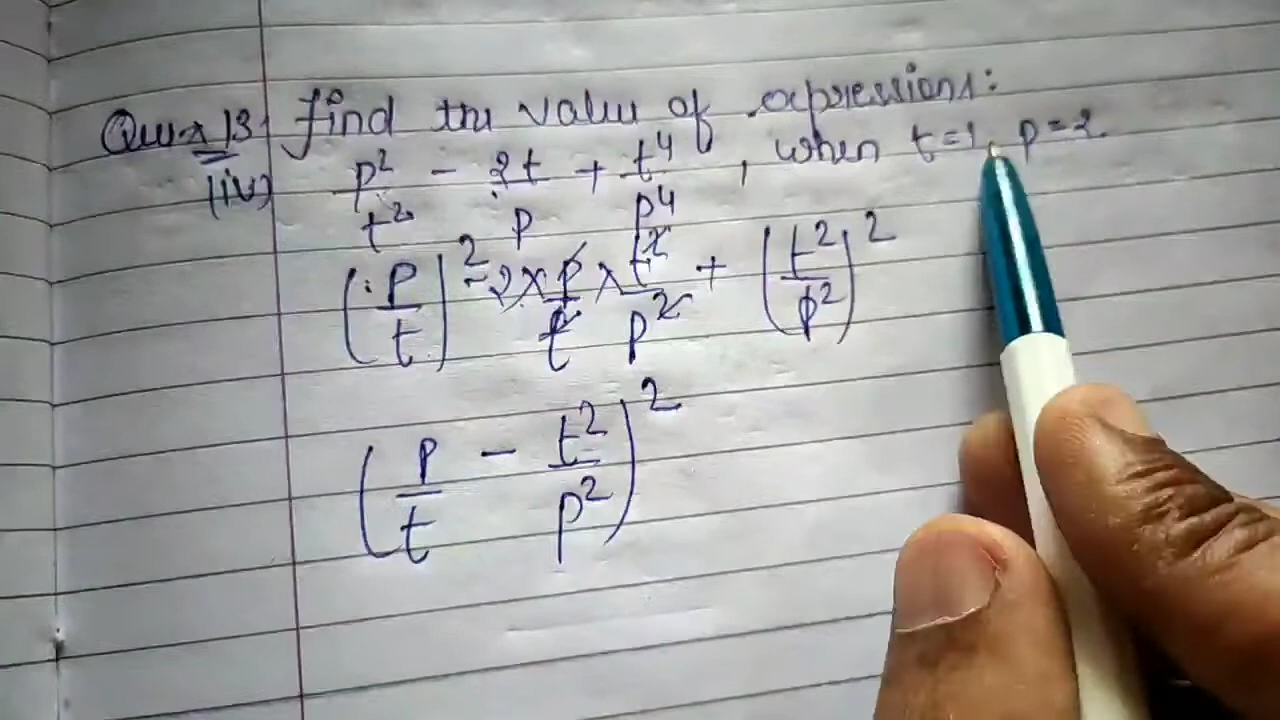 Ques 13. find the value of expressions:
(iv) p²/t² - 2t/p + t⁴/p⁴, when t=1, p=2
(p/t)² - 2 × p/t × t²/p² + (t²/p²)²
(p/t - t²/p²)²